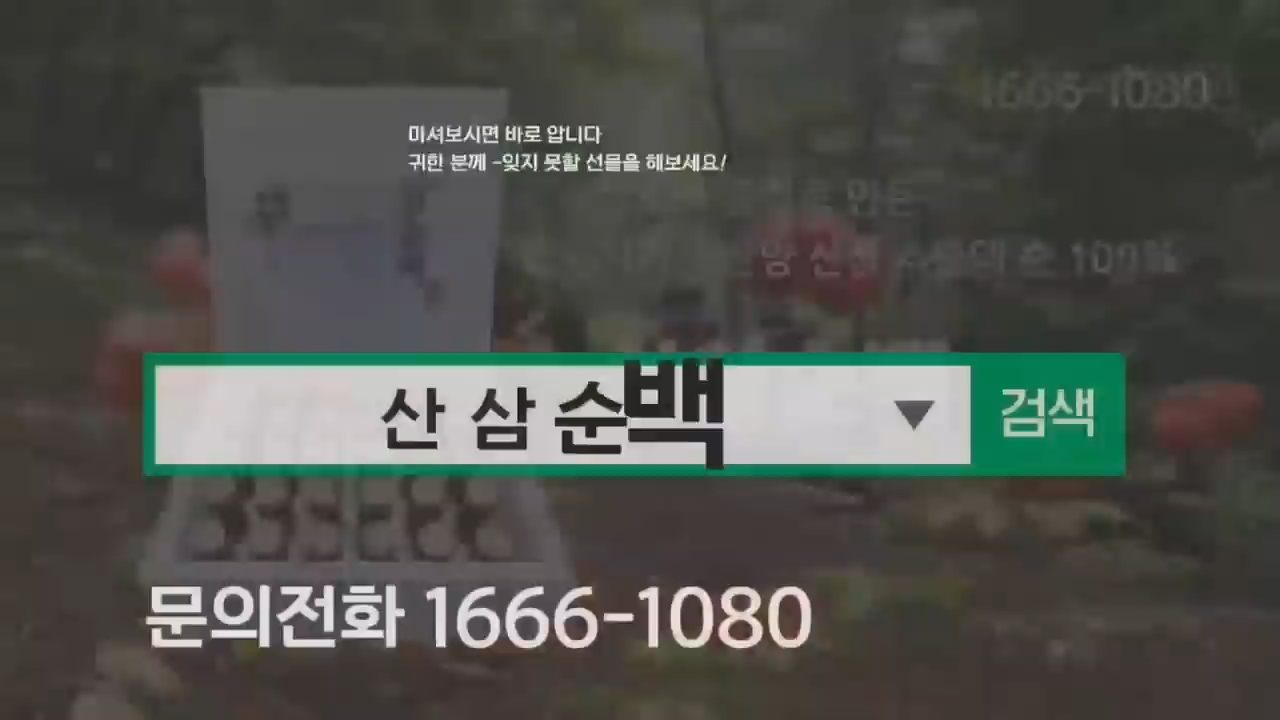 1666-1080
미셔보시면 바로 압니다
귀한 분께 -잊지 못할 선물을 해보세요!
산 삼 순백
검색
문의전화 1666-1080